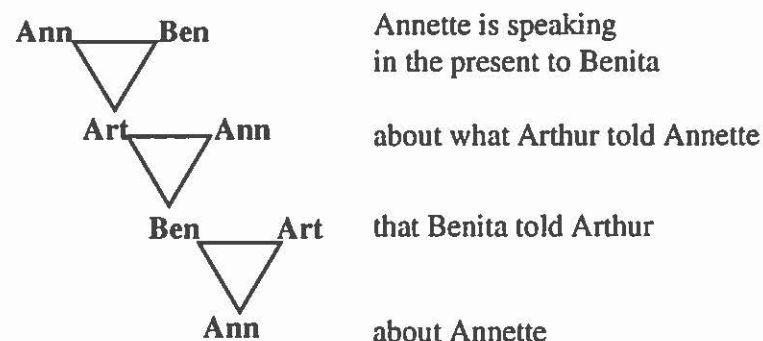 Ann Ben Annette is speaking
in the present to Benita
Art Ann about what Arthur told Annette
Ben Art that Benita told Arthur
Ann about Annette